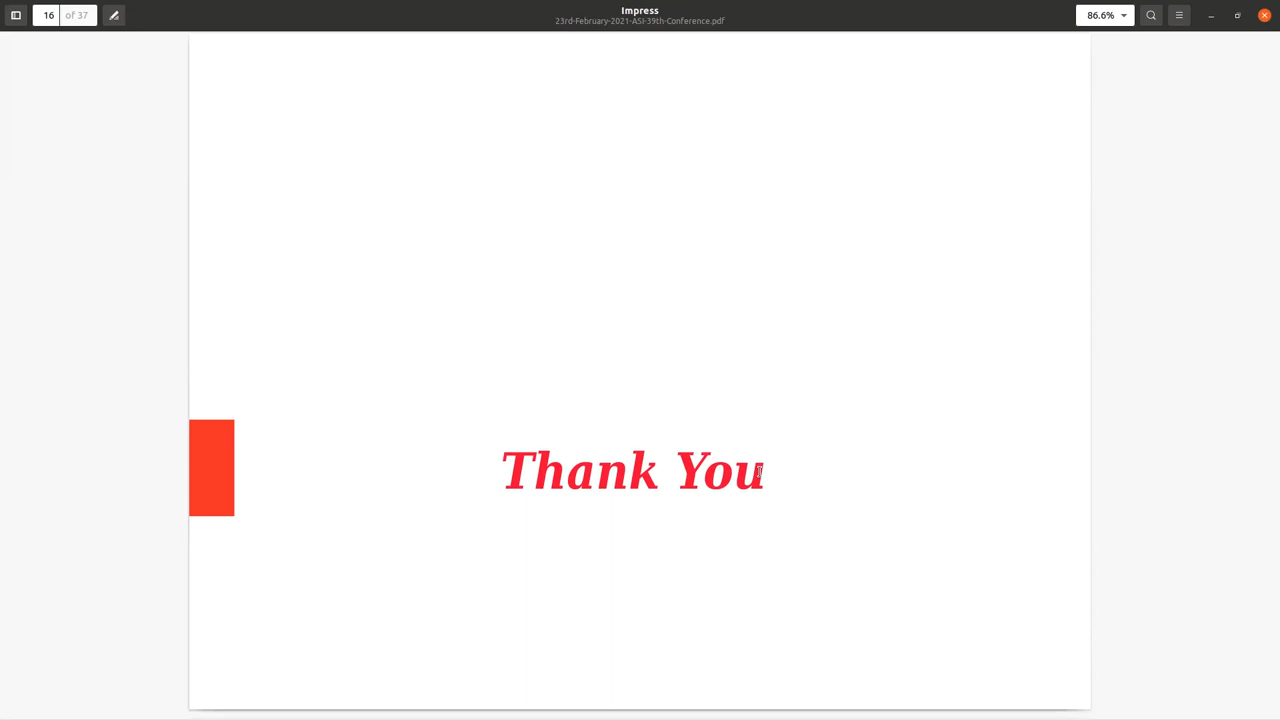 16 of 37
Impress
23rd-February-2021-ASI-39th-Conference.pdf
86.6%
Thank You